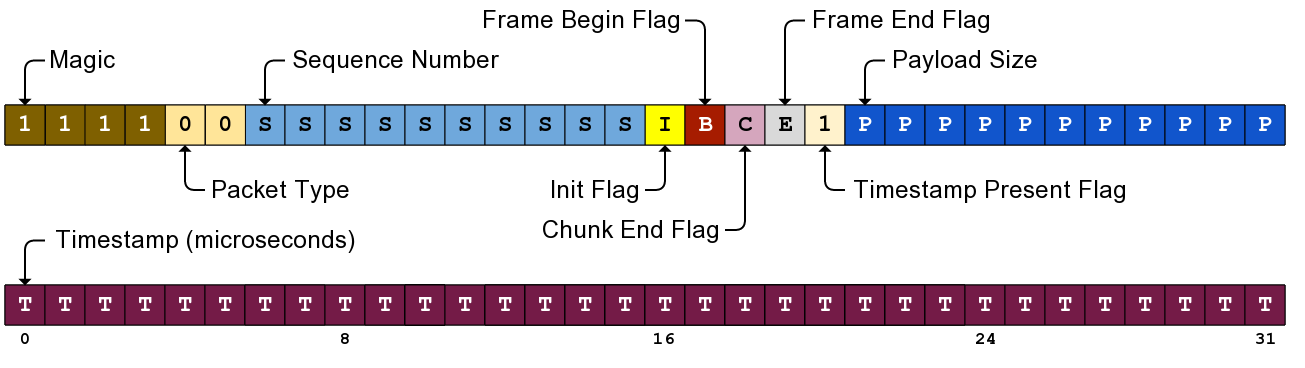 Frame Begin Flag Frame End Flag
Magic Sequence Number Payload Size
1 1 1 1 0 0 S S S S S S S S S S I B C E 1 P P P P P P P P P P P
Packet Type Init Flag Timestamp Present Flag
Chunk End Flag
Timestamp (microseconds)
T T T T T T T T T T T T T T T T T T T T T T T T T T T T T T T T
0 8 16 24 31